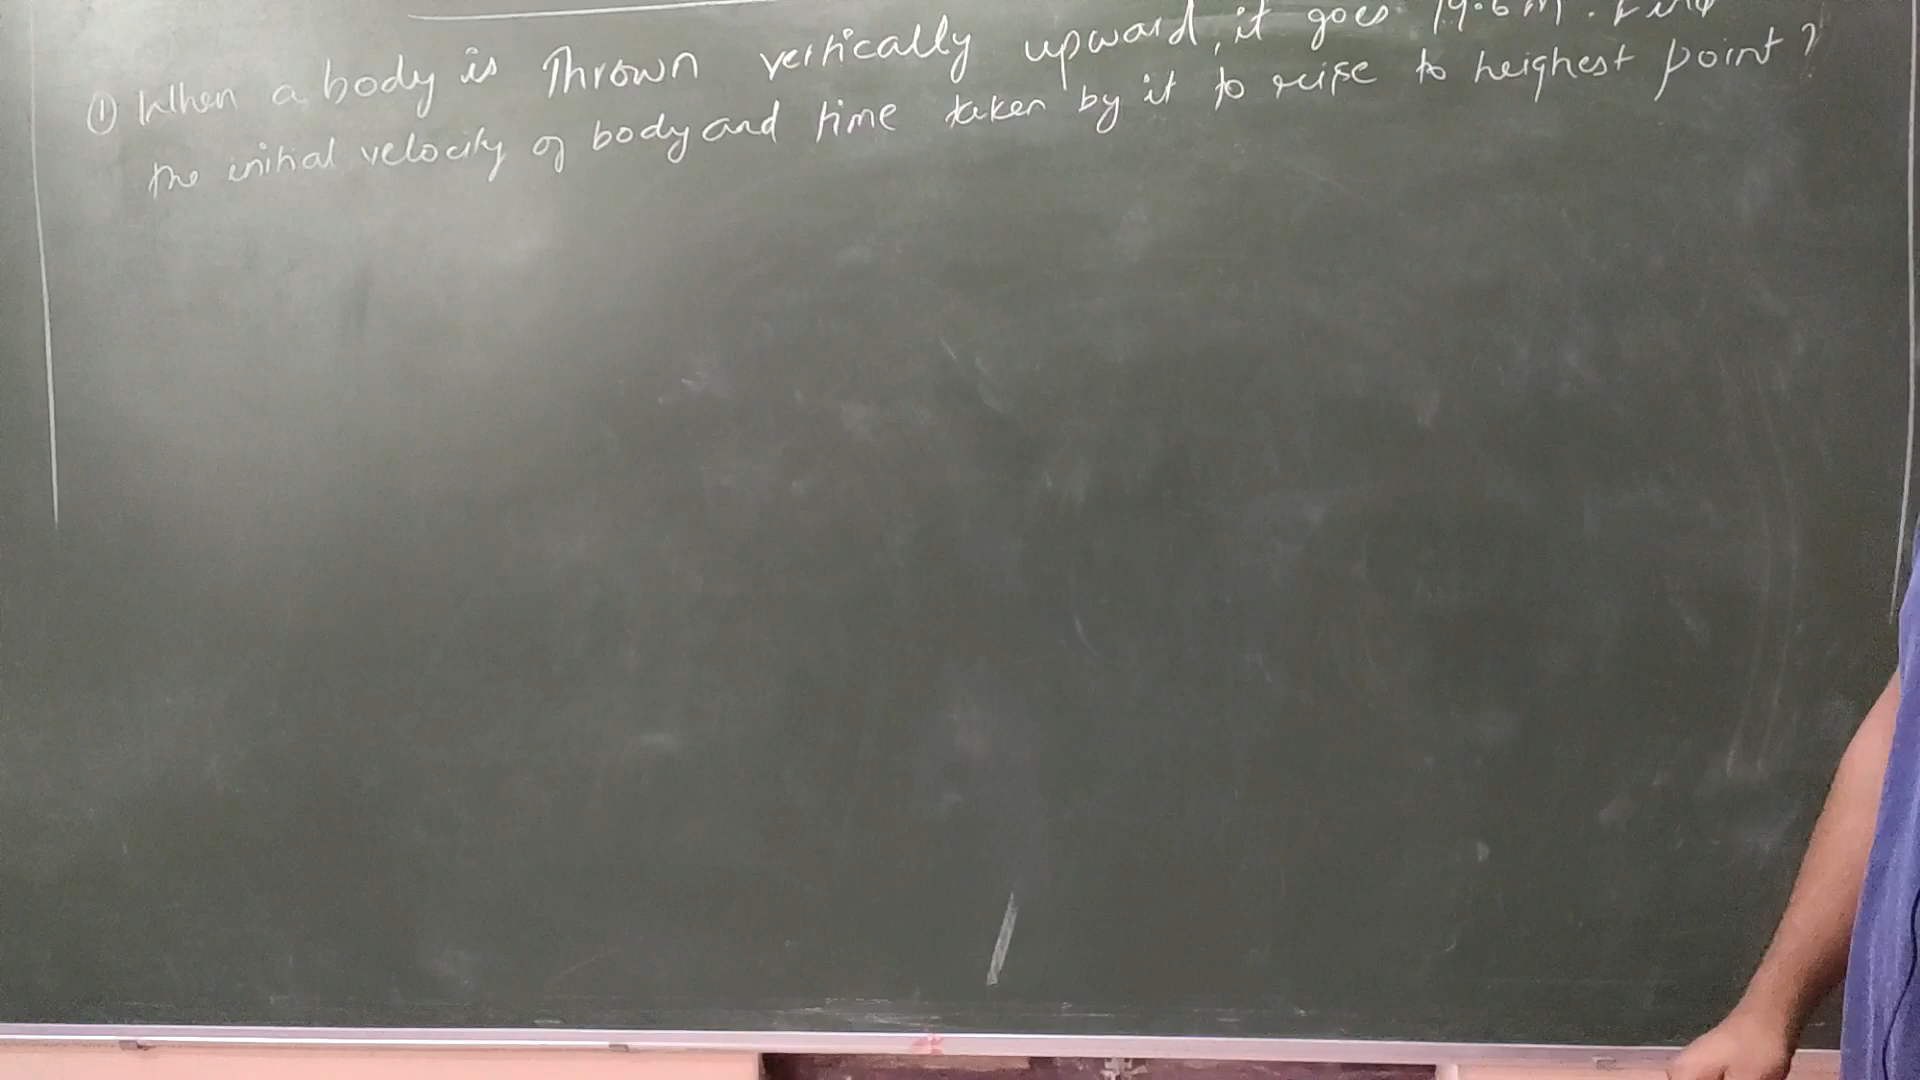 ① When a body is Thrown vertically upward, it goes 19.6 m. Find
the initial velocity of body and time taken by it to rise to heighest point?